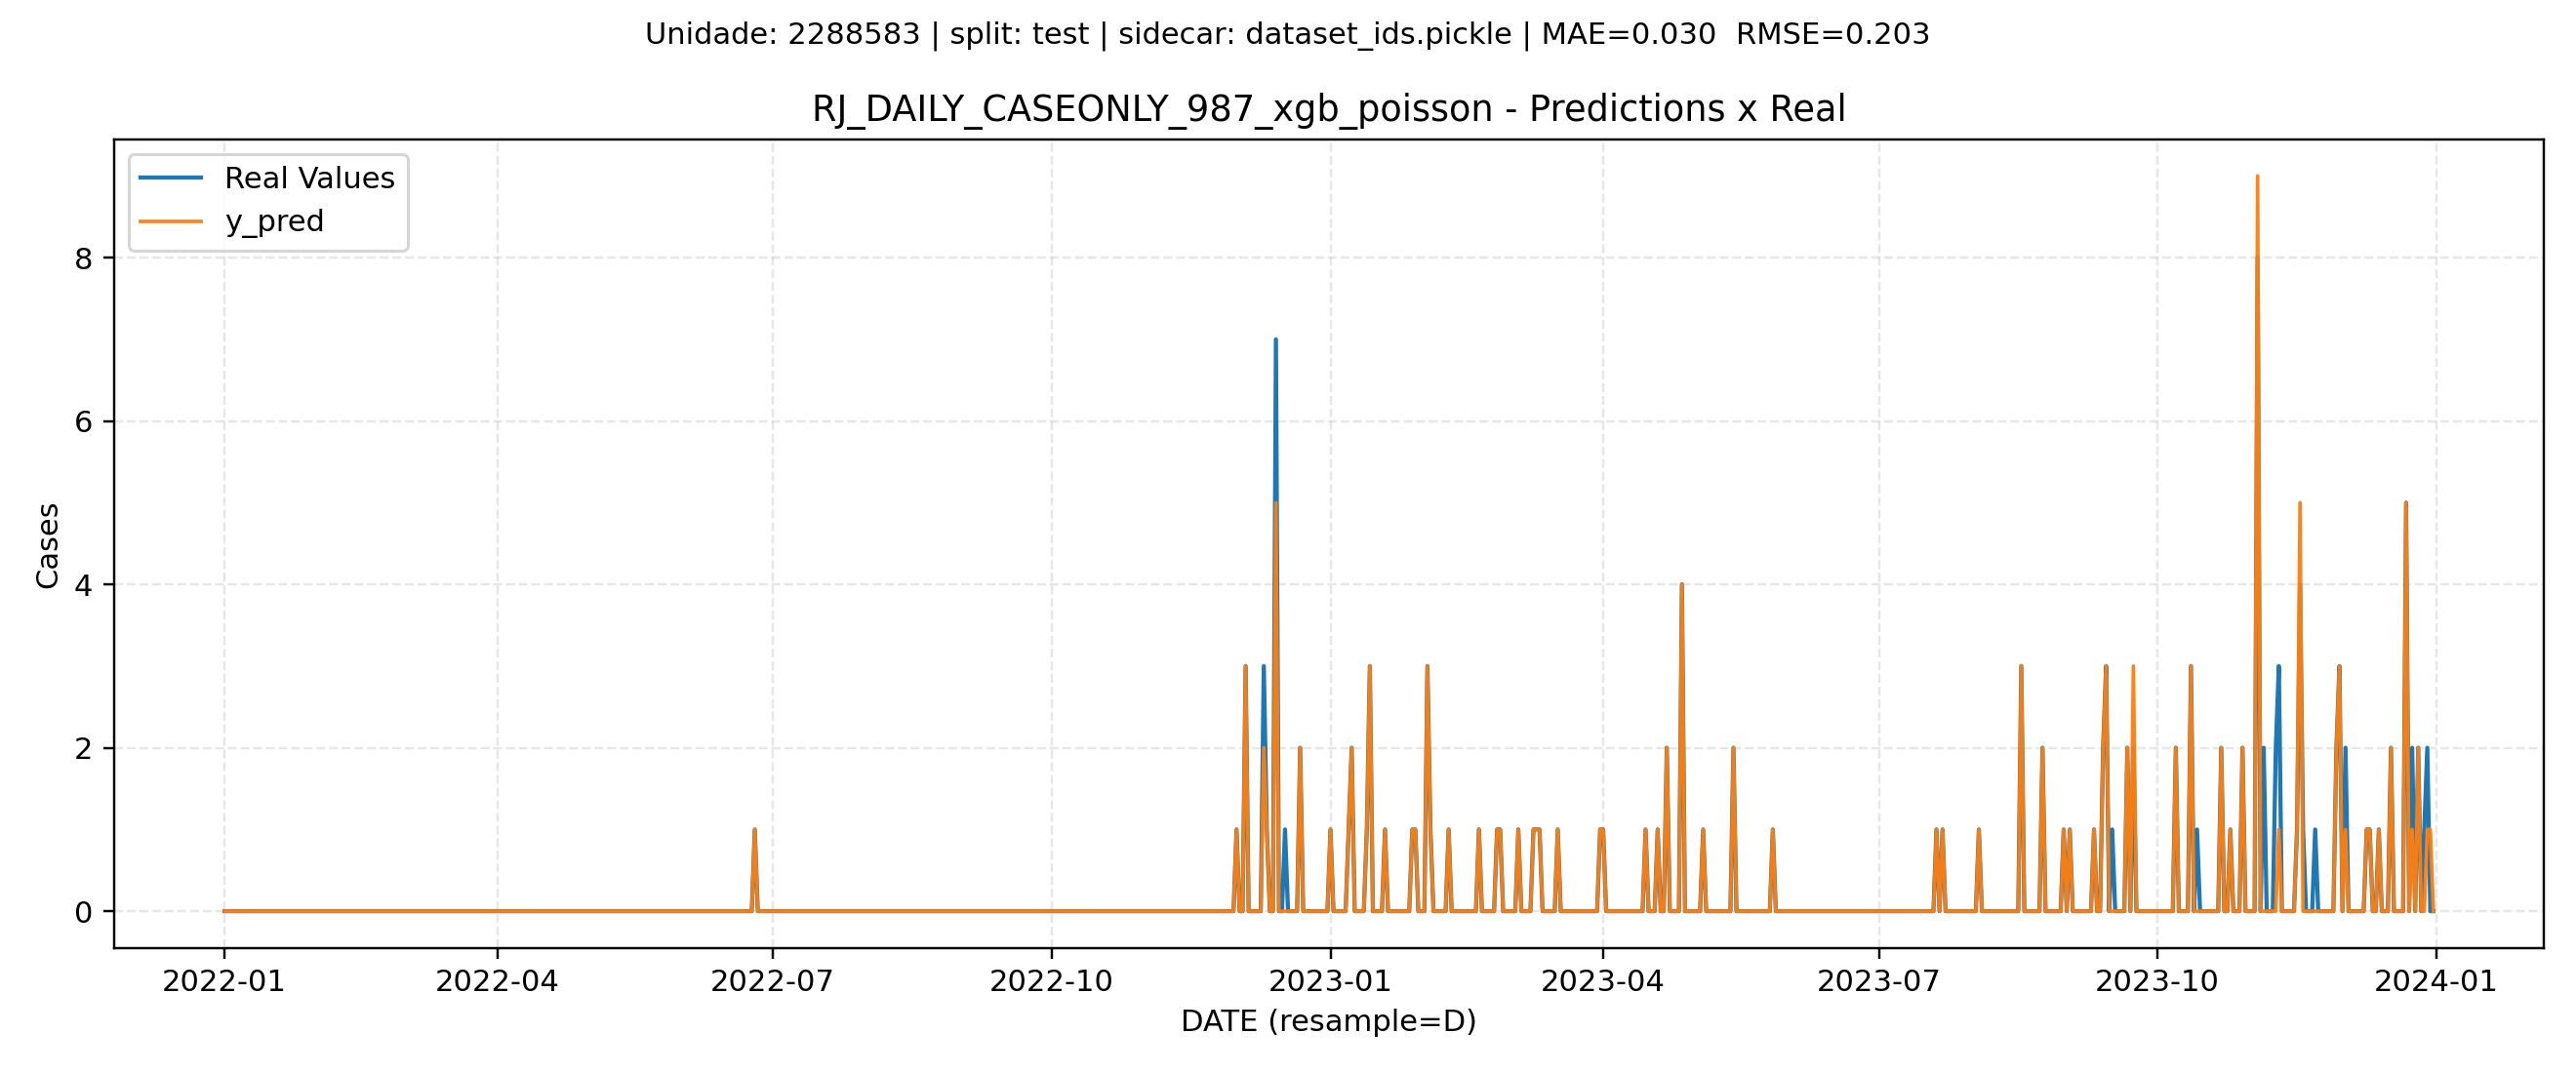 Unidade: 2288583 | split: test | sidecar: dataset_ids.pickle | MAE=0.030  RMSE=0.203
RJ_DAILY_CASEONLY_987_xgb_poisson - Predictions x Real
Real Values
y_pred
8
6
4
2
0
Cases
2022-01 2022-04 2022-07 2022-10 2023-01 2023-04 2023-07 2023-10 2024-01
DATE (resample=D)